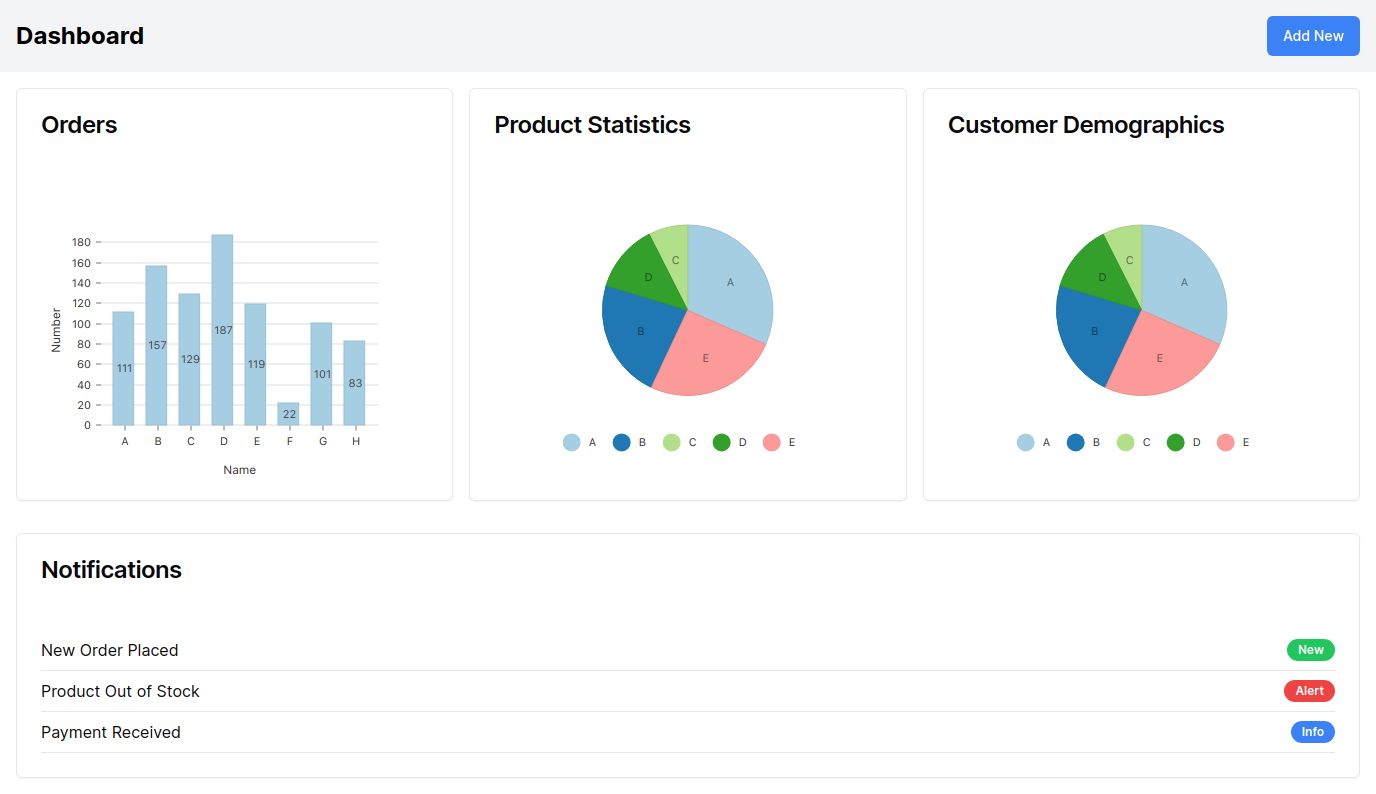 Dashboard
Add New
Orders
180
160
140
120
100
80
60
40
20
0
Number
111
157
129
187
119
22
101
83
A B C D E F G H
Name
Product Statistics
A
B
C
D
E
A B C D E
Customer Demographics
A
B
C
D
E
A B C D E
Notifications
New Order Placed
New
Product Out of Stock
Alert
Payment Received
Info